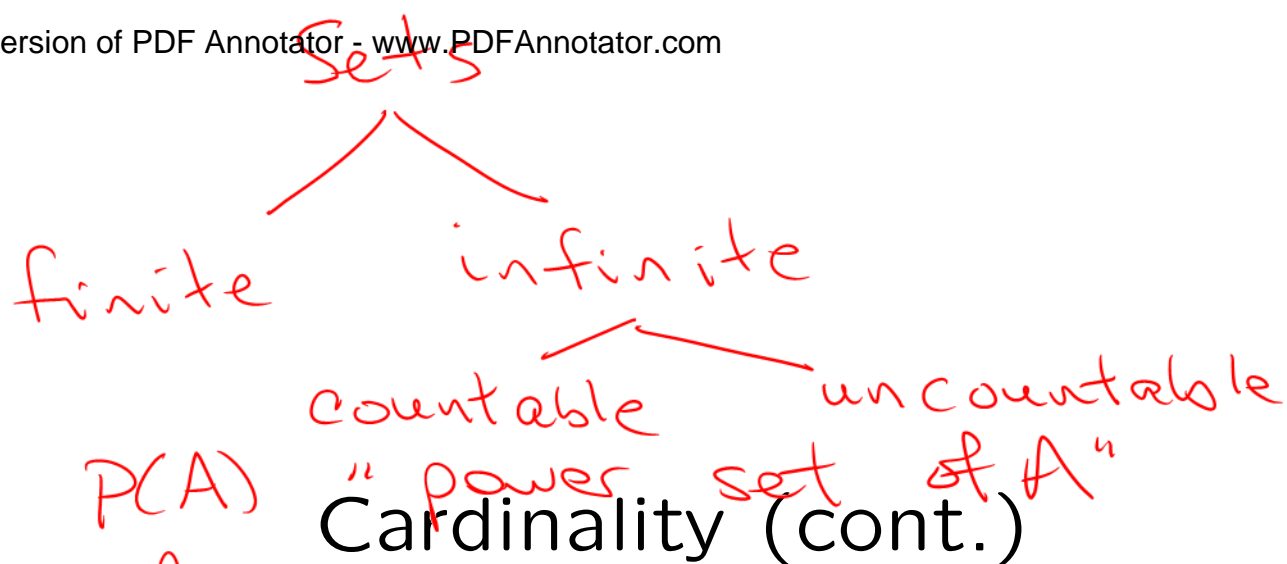 ersion of PDF Annotator - www.PDFAnnotator.com
Sets
finite infinite
countable uncountable
P(A) "power set of A"
Cardinality (cont.)